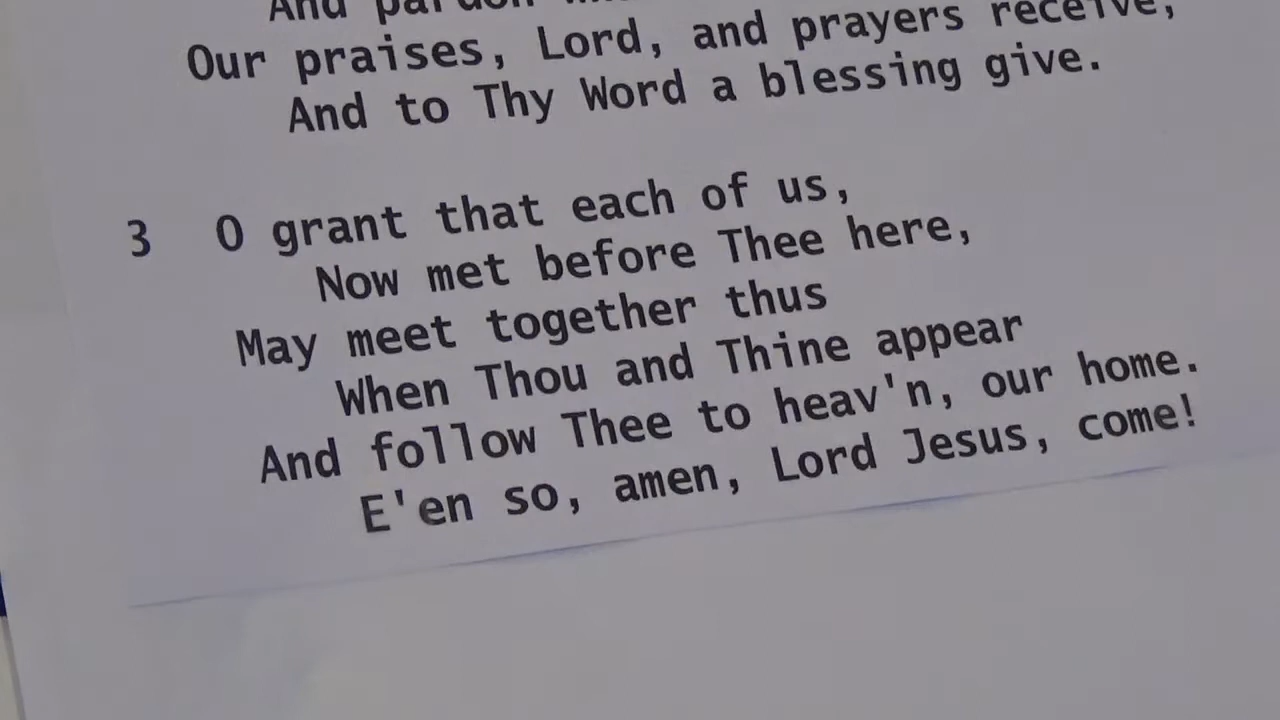 And pardon
Our praises, Lord, and prayers receive,
And to Thy Word a blessing give.
3 O grant that each of us,
Now met before Thee here,
May meet together thus
When Thou and Thine appear
And follow Thee to heav'n, our home.
E'en so, amen, Lord Jesus, come!